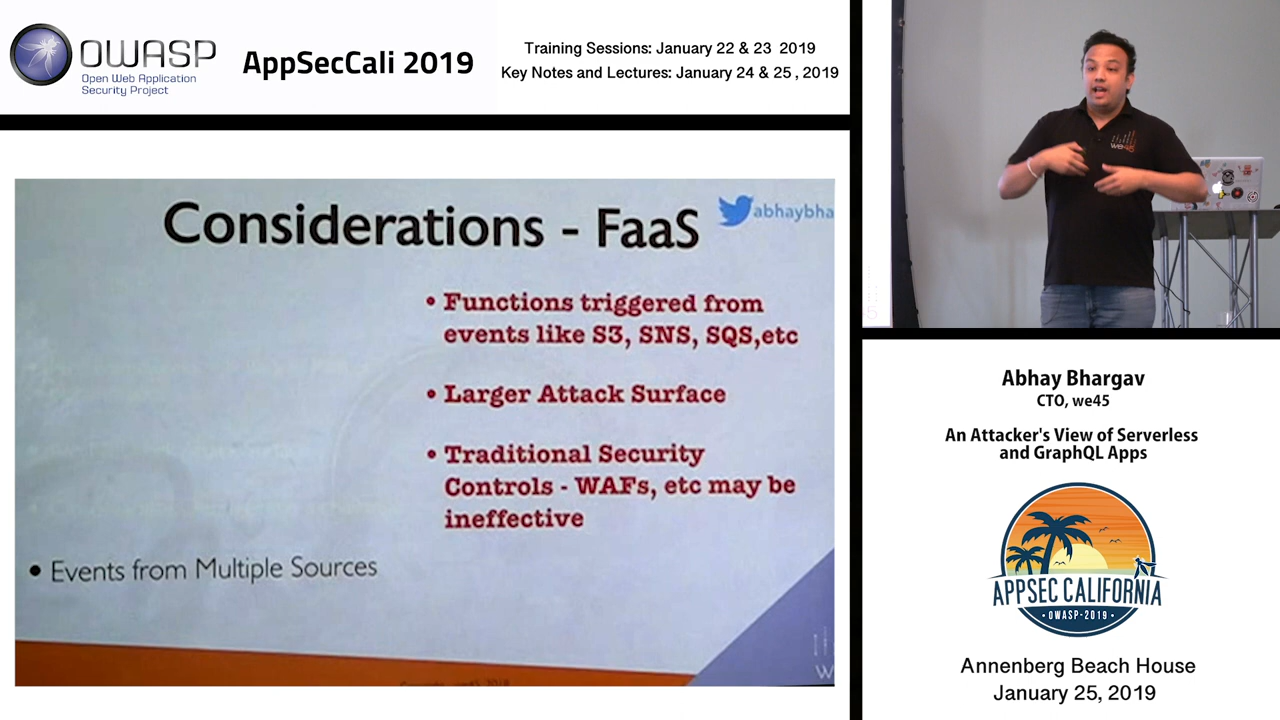 OWASP
Open Web Application
Security Project
AppSecCali 2019
Training Sessions: January 22 & 23 2019
Key Notes and Lectures: January 24 & 25 , 2019
Considerations - FaaS
abhaybha
• Functions triggered from
events like S3, SNS, SQS,etc
• Larger Attack Surface
• Traditional Security
Controls - WAFs, etc may be
ineffective
• Events from Multiple Sources
we45
Abhay Bhargav
CTO, we45
An Attacker's View of Serverless
and GraphQL Apps
APPSEC CALIFORNIA
• OWASP-2019 •
Annenberg Beach House
January 25, 2019